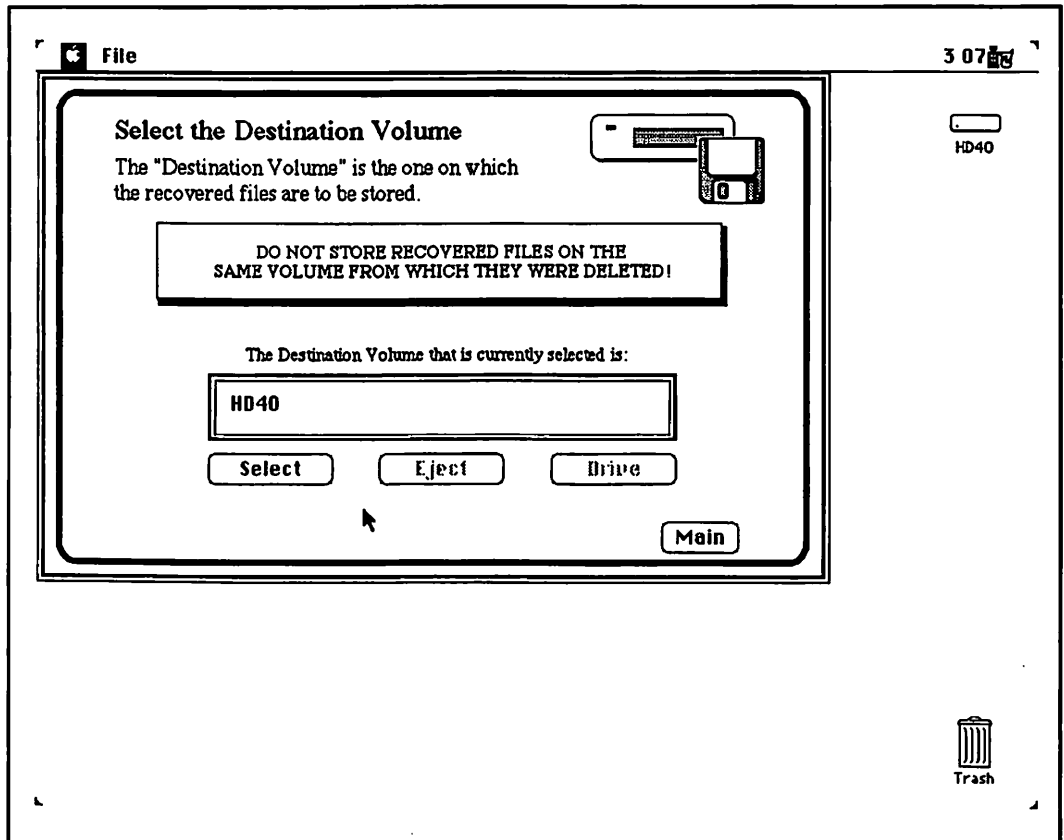 File 3 07
HD40
Select the Destination Volume
The "Destination Volume" is the one on which
the recovered files are to be stored.
DO NOT STORE RECOVERED FILES ON THE
SAME VOLUME FROM WHICH THEY WERE DELETED!
The Destination Volume that is currently selected is:
HD40
Select Eject Drive
Main
Trash